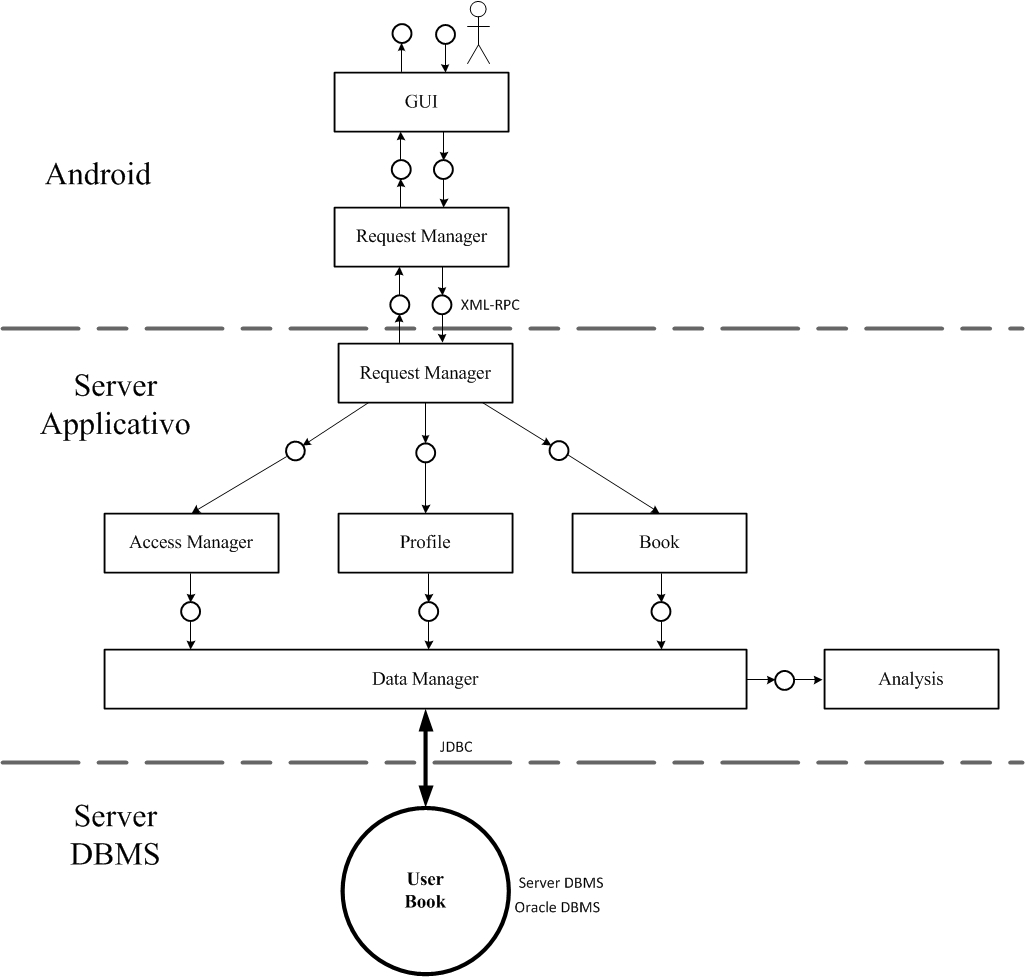 GUI
Android
Request Manager
XML-RPC
Request Manager
Server
Applicativo
Access Manager
Profile
Book
Data Manager
Analysis
JDBC
Server
DBMS
User
Book
Server DBMS
Oracle DBMS